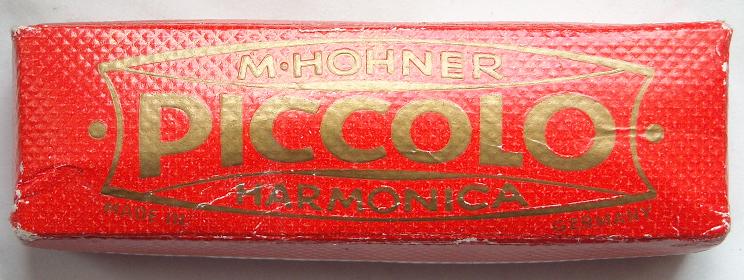 M·HOHNER
PICCOLO
HARMONICA
MADE IN GERMANY